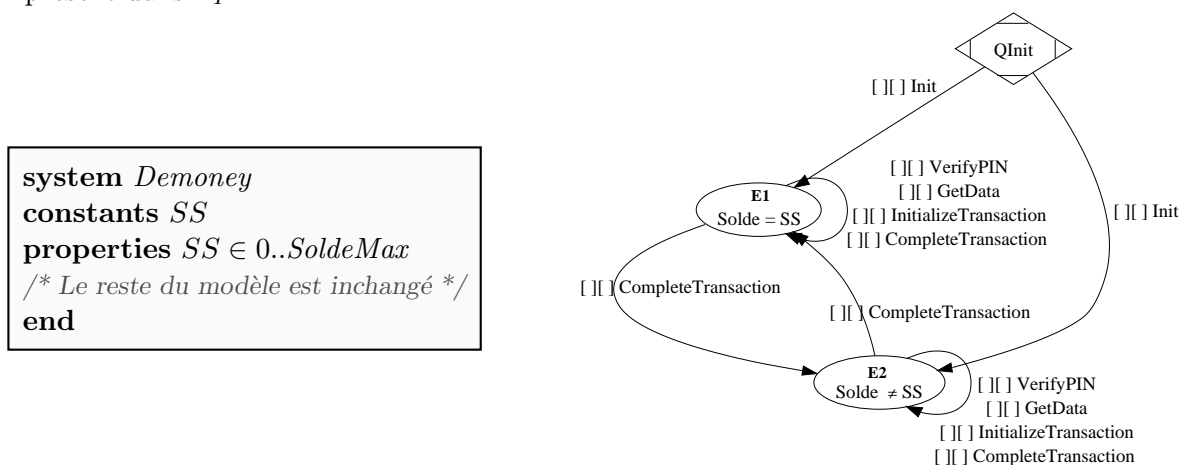 system Demoney
constants SS
properties SS ∈ 0..SoldeMax
/* Le reste du modèle est inchangé */
end
QInit
[ ][ ] Init
[ ][ ] VerifyPIN
[ ][ ] GetData
[ ][ ] InitializeTransaction
[ ][ ] CompleteTransaction
E1
Solde = SS
[ ][ ] Init
[ ][ ] CompleteTransaction
[ ][ ] CompleteTransaction
E2
Solde ≠ SS
[ ][ ] VerifyPIN
[ ][ ] GetData
[ ][ ] InitializeTransaction
[ ][ ] CompleteTransaction